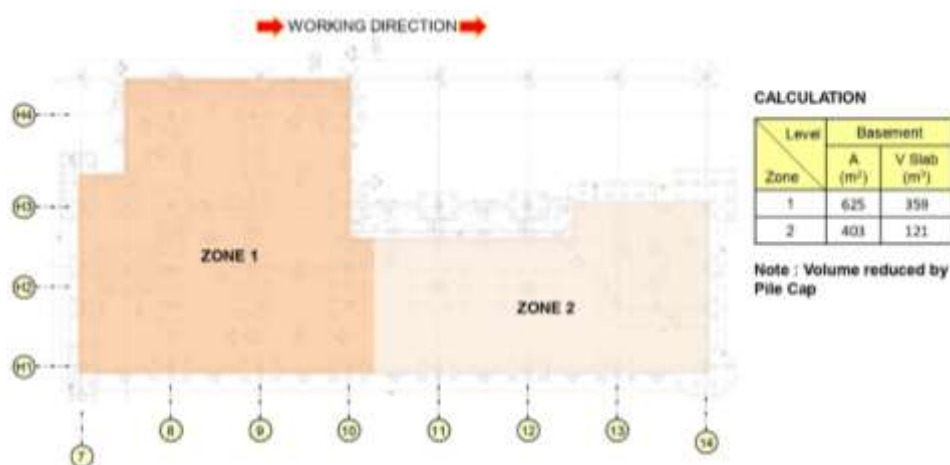 WORKING DIRECTION
CALCULATION
Level Basement
Zone A (m²) V Slab (m³)
1 625 359
2 403 121
Note : Volume reduced by
Pile Cap
H4
H3
H2
H1
ZONE 1
ZONE 2
7 8 9 10 11 12 13 14